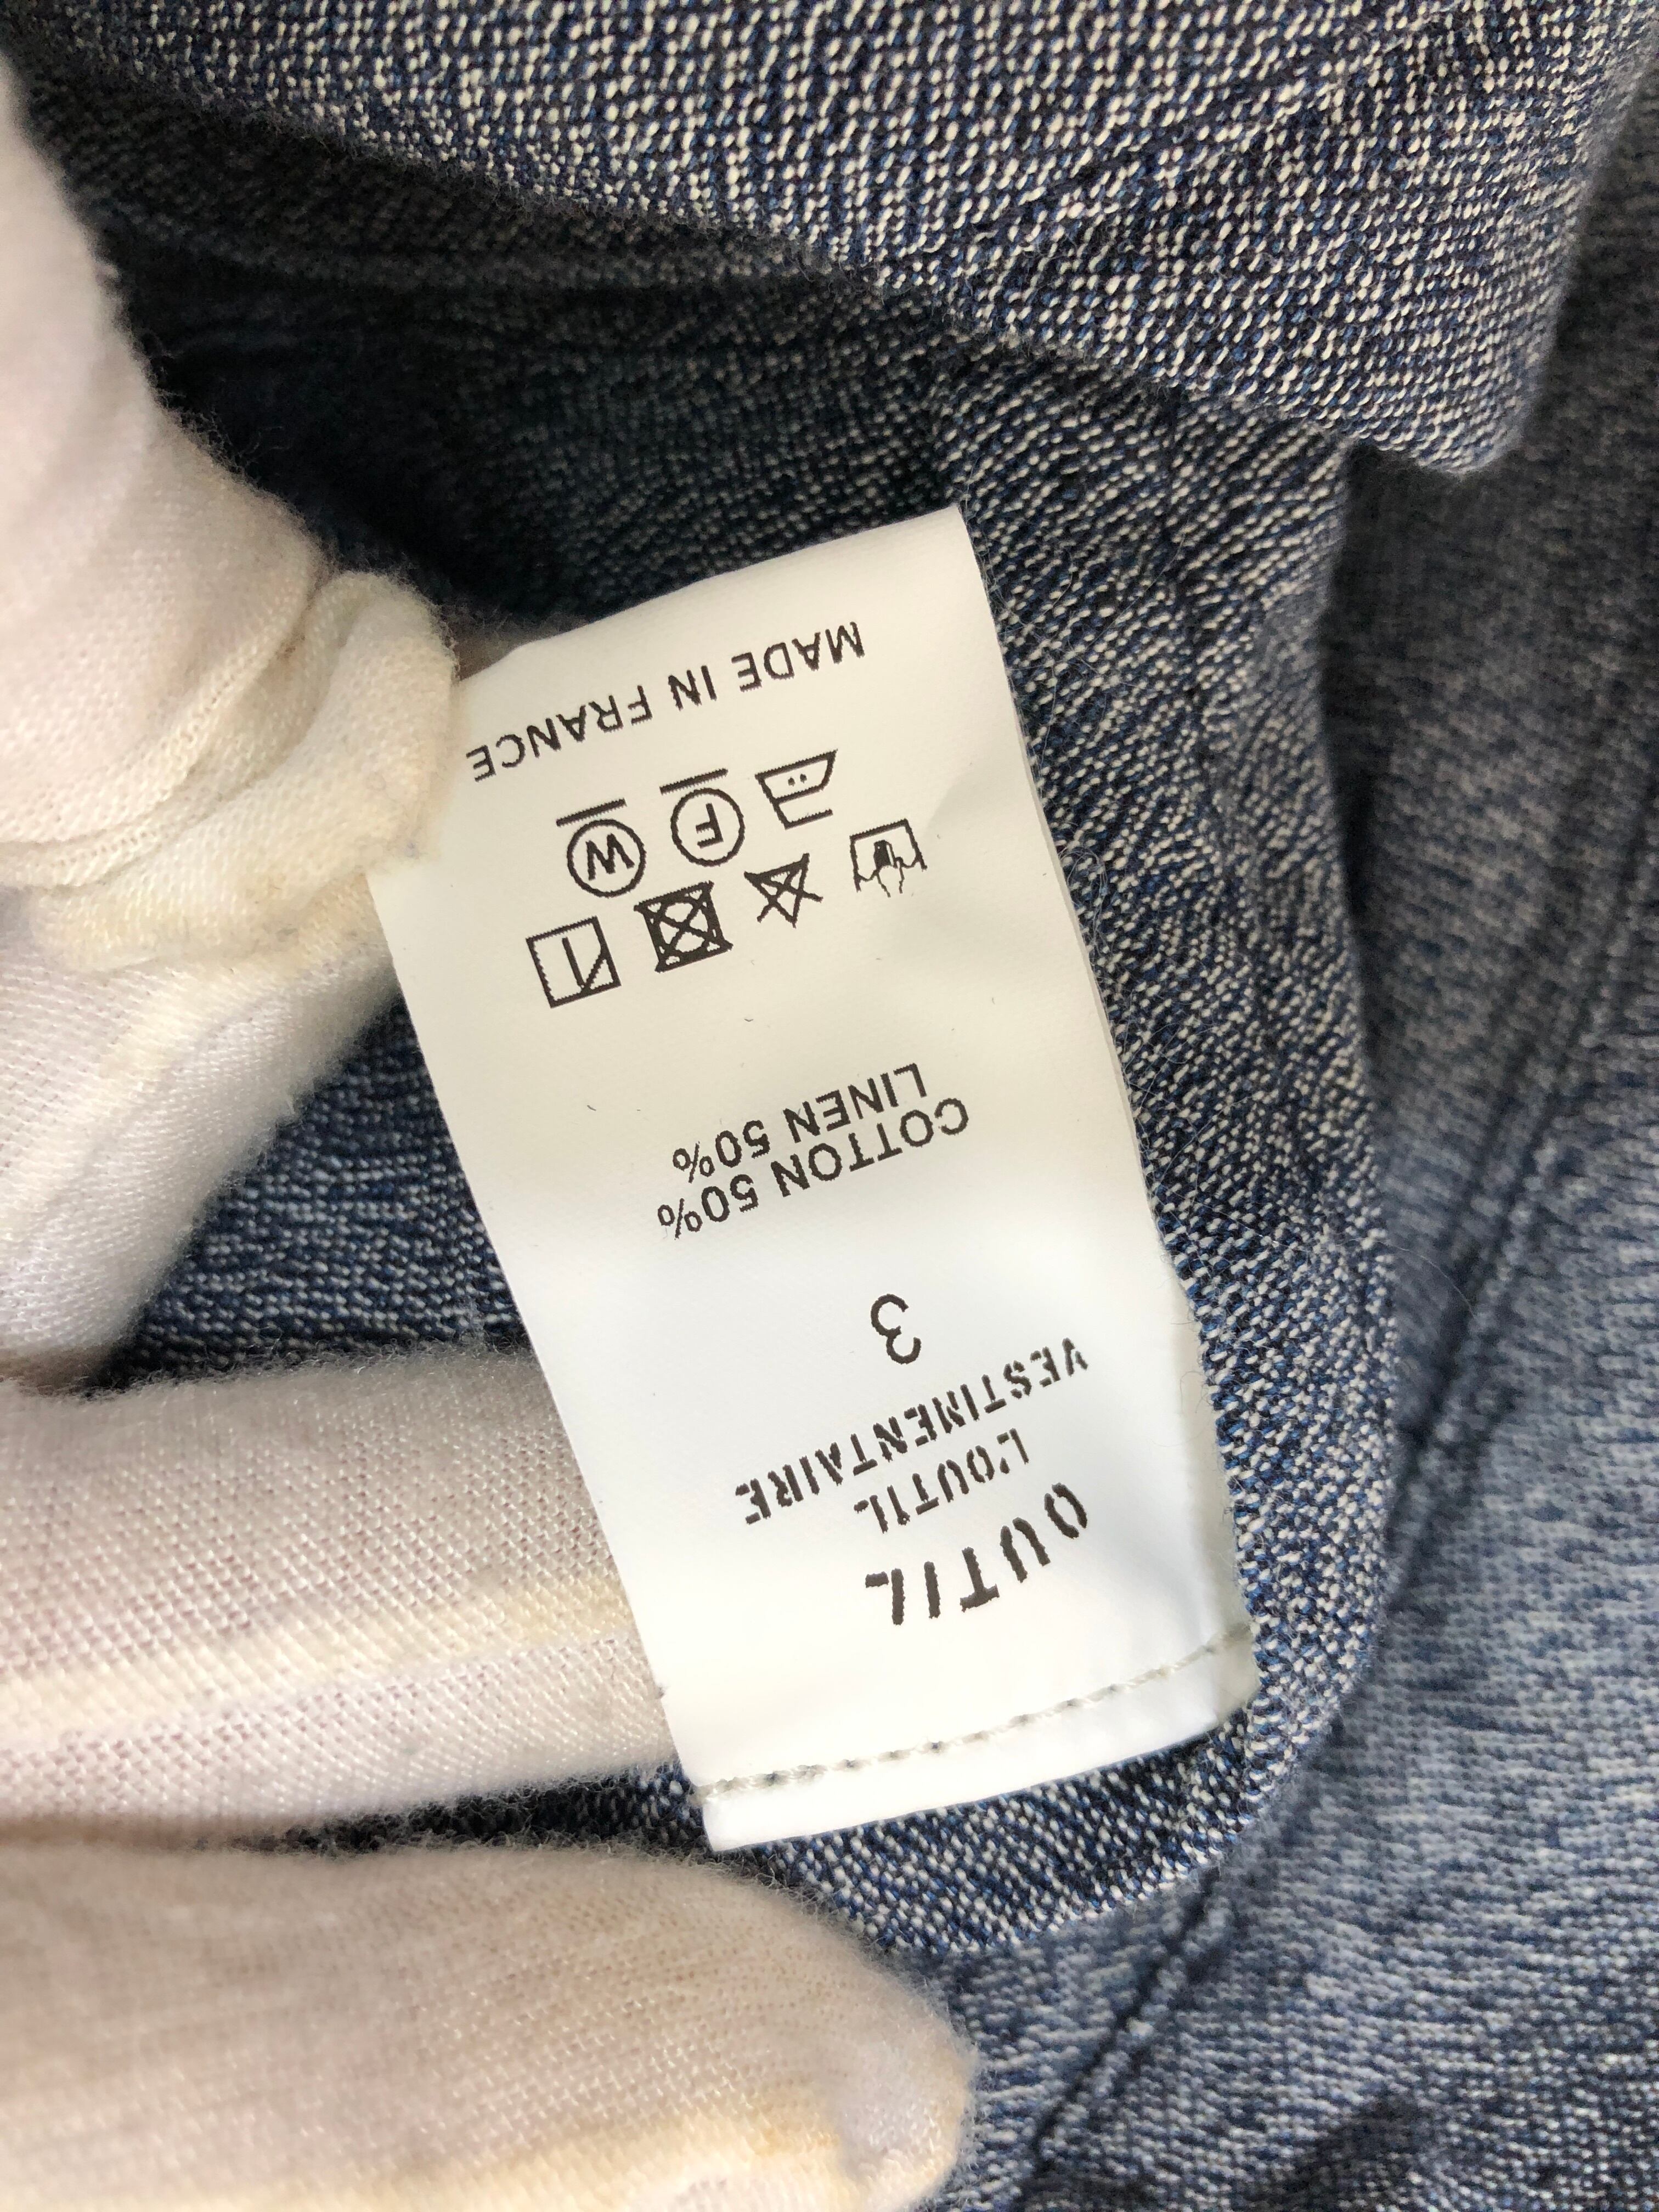 OUTIL
L'OUTIL
VESTIMENTAIRE
3
COTTON 50%
LINEN 50%
F W
MADE IN FRANCE